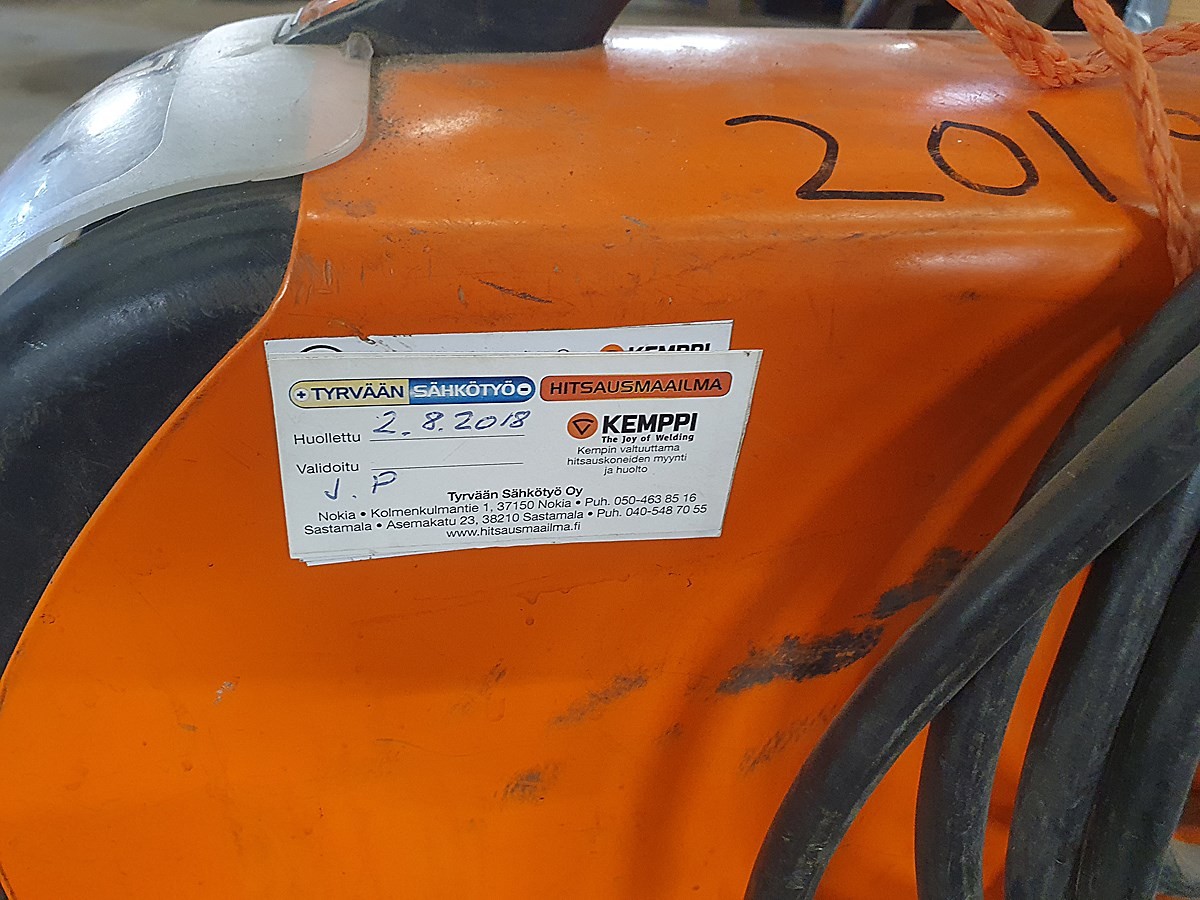 201
KEMPPI
+ TYRVÄÄN SÄHKÖTYÖ - HITSAUSMAAILMA
Huollettu 2.8.2018
KEMPPI
The Joy of Welding
Validoitu
Kempin valtuuttama
hitsauskoneiden myynti
ja huolto
J.P
Tyrvään Sähkötyö Oy
Nokia • Kolmenkulmantie 1, 37150 Nokia • Puh. 050-463 85 16
Sastamala • Asemakatu 23, 38210 Sastamala • Puh. 040-548 70 55
www.hitsausmaailma.fi